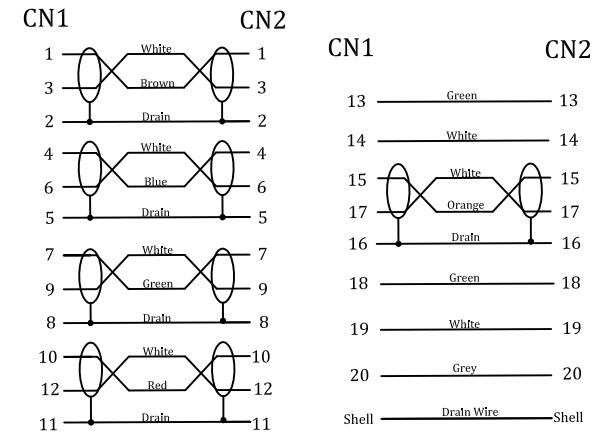 CN1 CN2
1 White 1
3 Brown 3
2 Drain 2
4 White 4
6 Blue 6
5 Drain 5
7 White 7
9 Green 9
8 Drain 8
10 White 10
12 Red 12
11 Drain 11
CN1 CN2
13 Green 13
14 White 14
15 White 15
17 Orange 17
16 Drain 16
18 Green 18
19 White 19
20 Grey 20
Shell Drain Wire Shell